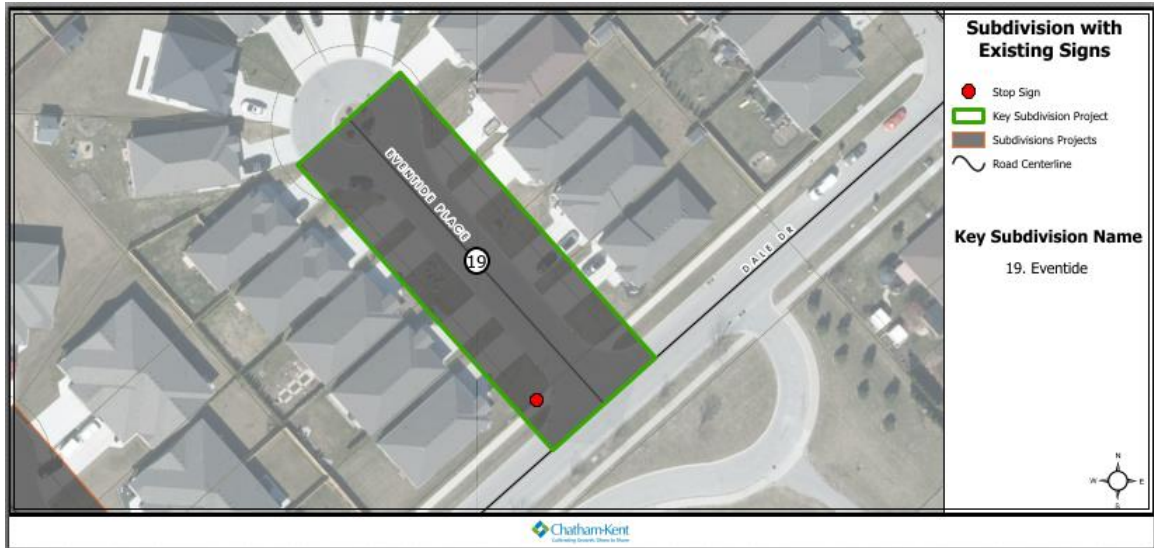 Subdivision with
Existing Signs
Stop Sign
Key Subdivision Project
Subdivisions Projects
Road Centerline
Key Subdivision Name
19. Eventide
EVENTIDE PLACE
19
DALE DR
N
W E
S
Chatham-Kent